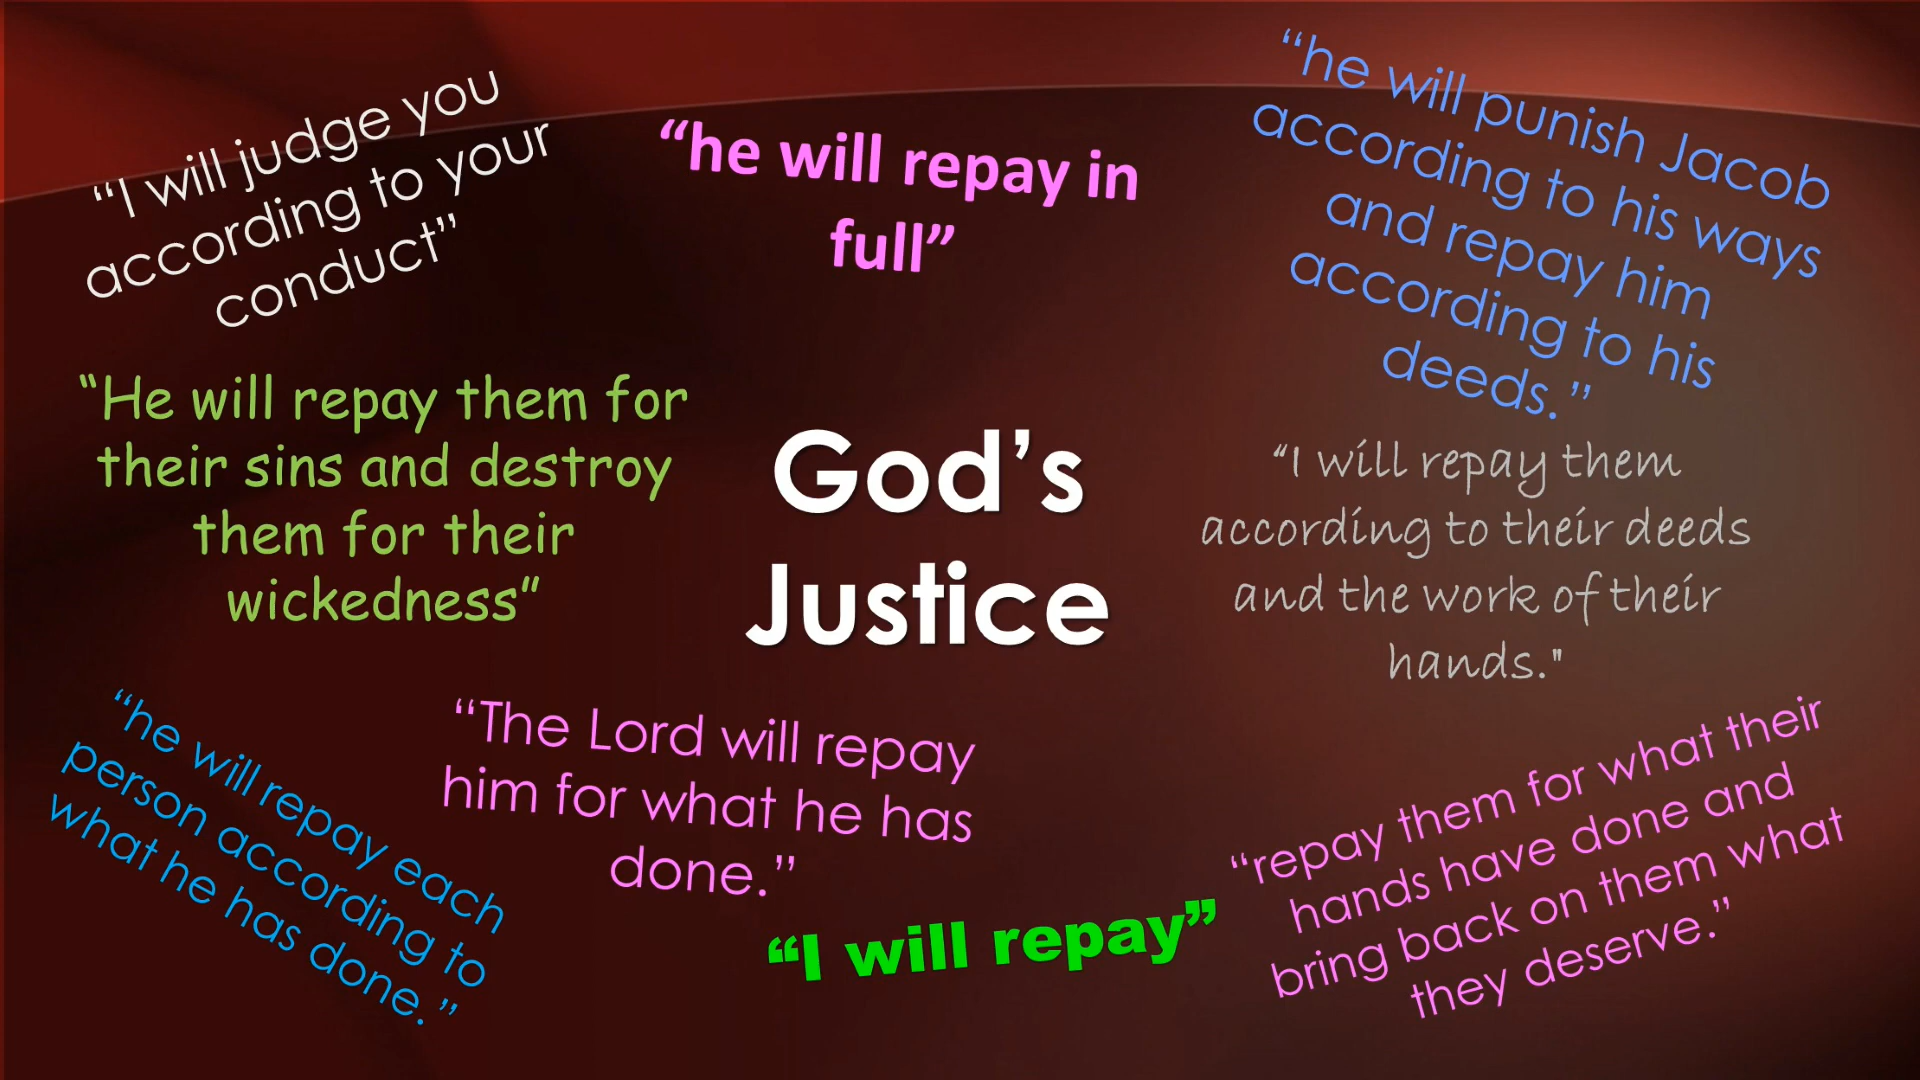 “I will judge you
according to your
conduct”
“he will repay in
full”
“he will punish Jacob
according to his ways
and repay him
according to his
deeds.”
“He will repay them for
their sins and destroy
them for their
wickedness”
God’s
Justice
“I will repay them
according to their deeds
and the work of their
hands."
“he will repay each
person according to
what he has done.”
“The Lord will repay
him for what he has
done.”
“I will repay”
“repay them for what their
hands have done and
bring back on them what
they deserve.”